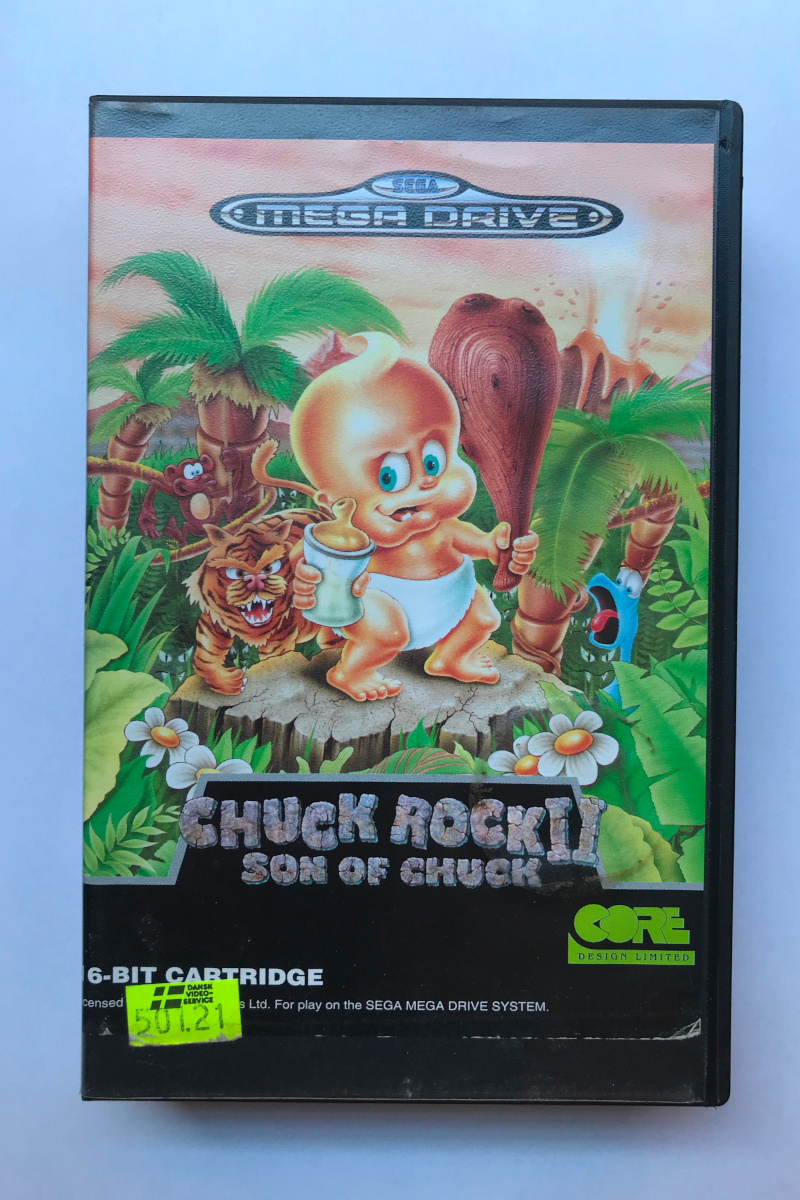 SEGA
MEGA DRIVE
CHUCK ROCK II
SON OF CHUCK
CORE
DESIGN LIMITED
6-BIT CARTRIDGE
censed s Ltd. For play on the SEGA MEGA DRIVE SYSTEM.
DANSK
VIDEO-
SERVICE
501.21